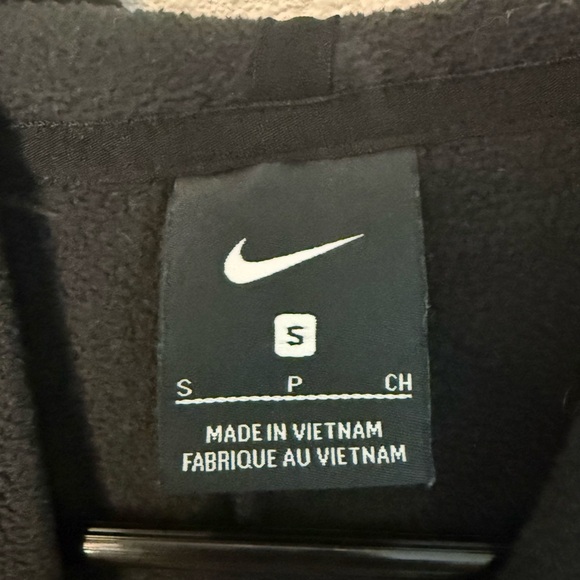 S
S P CH
MADE IN VIETNAM
FABRIQUE AU VIETNAM